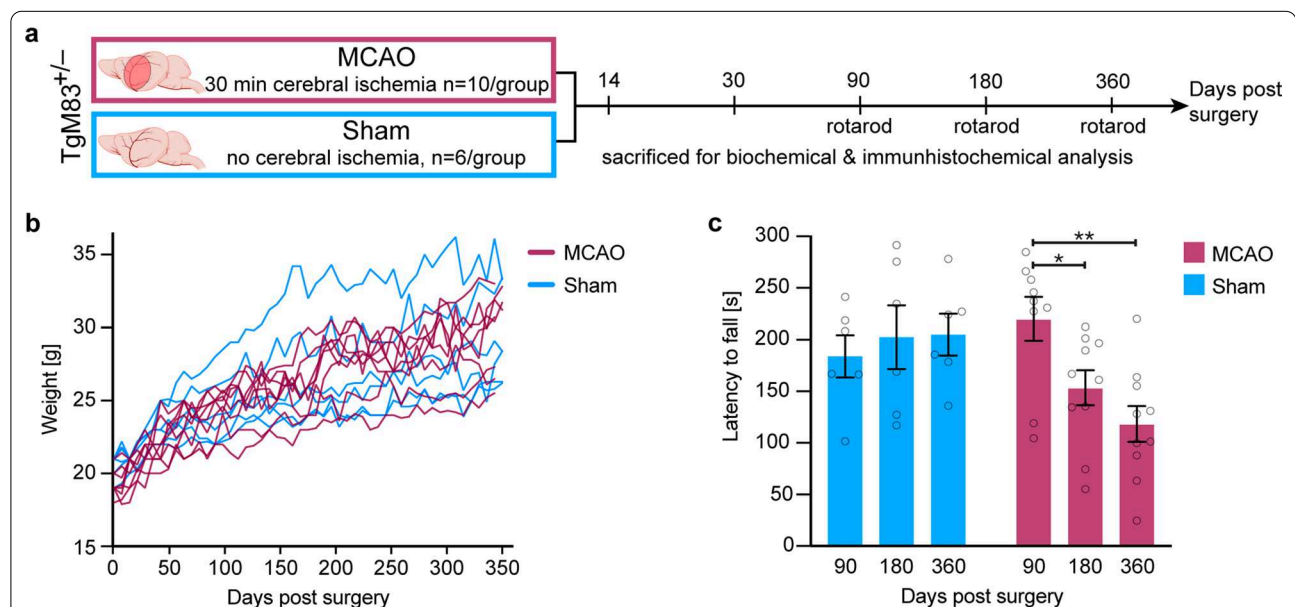 a
TgM83+/−
MCAO
30 min cerebral ischemia n=10/group
Sham
no cerebral ischemia, n=6/group
14
30
90
180
360
rotarod
rotarod
rotarod
Days post
surgery
sacrificed for biochemical & immunhistochemical analysis
b
35
30
25
20
15
Weight [g]
0
50
100
150
200
250
300
350
Days post surgery
MCAO
Sham
c
300
250
200
150
100
50
0
Latency to fall [s]
*
**
90
180
360
90
180
360
Days post surgery
MCAO
Sham